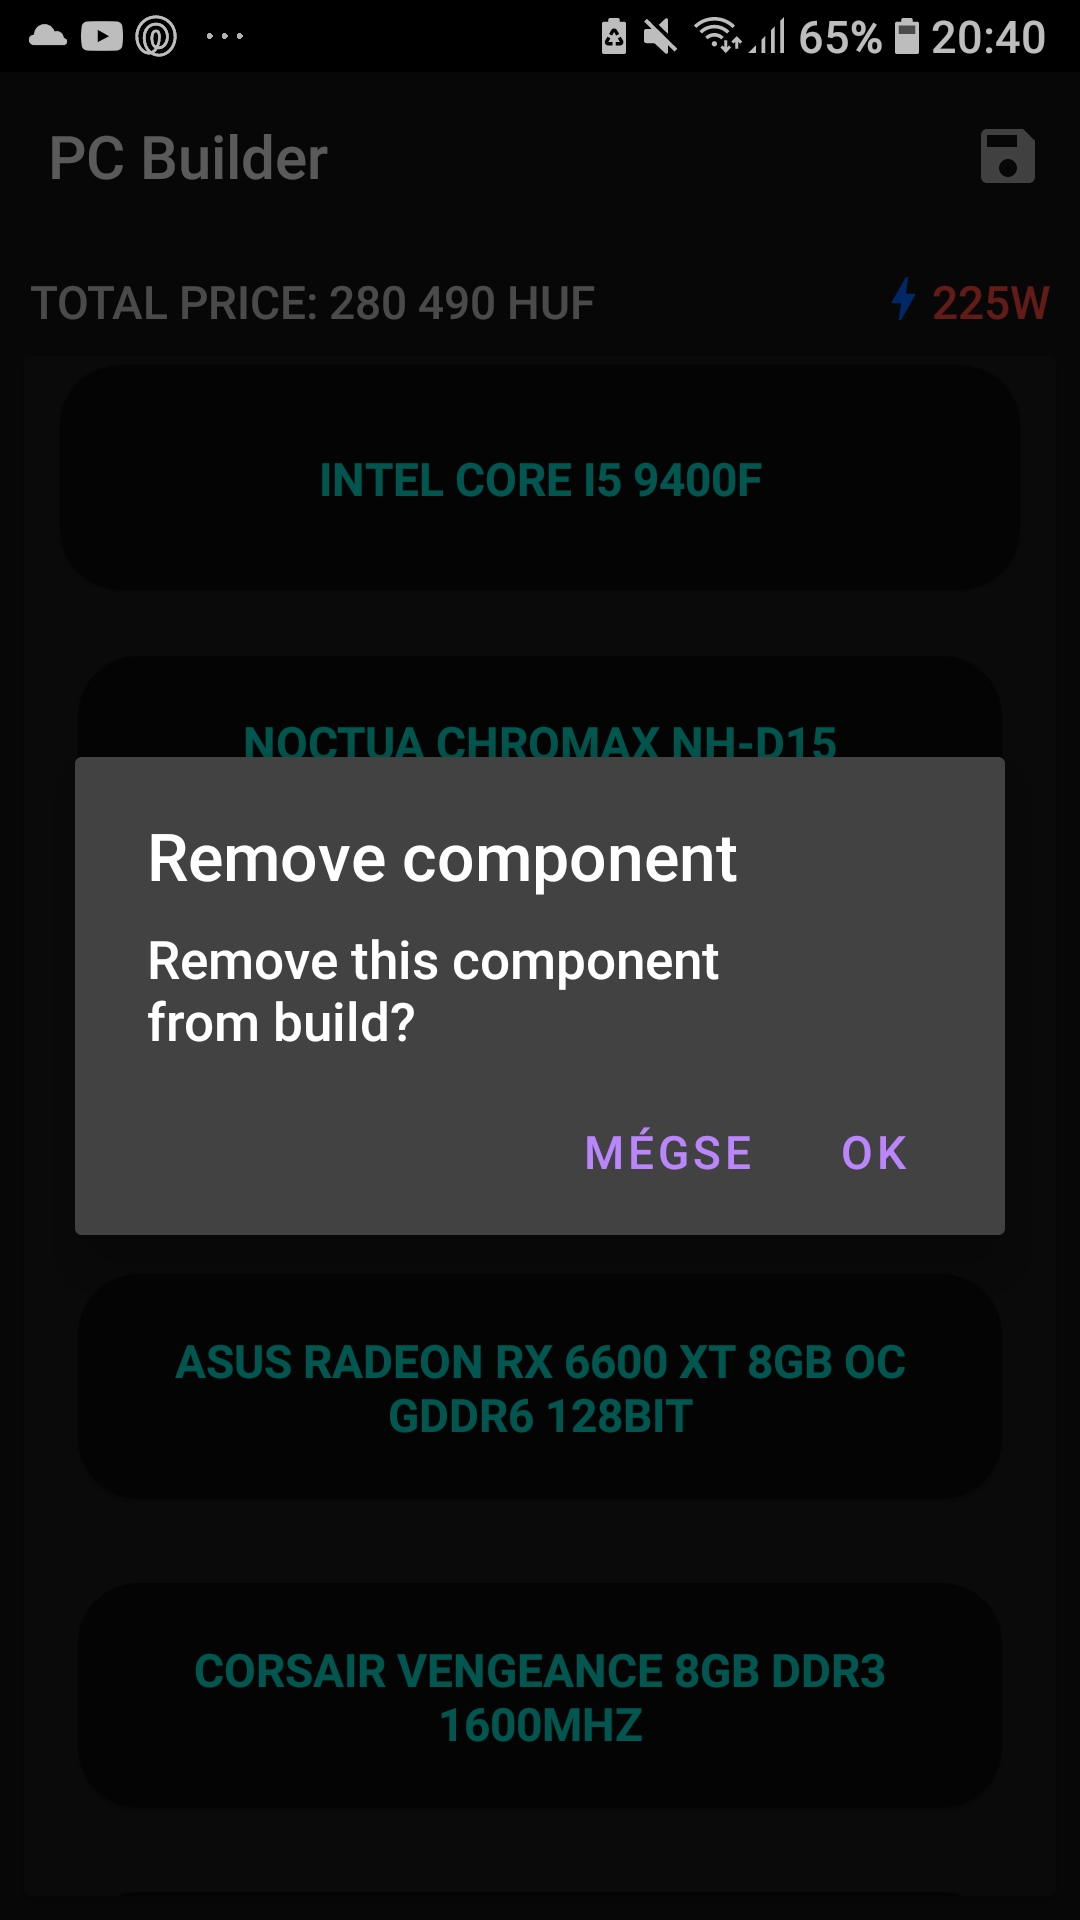 65% 20:40
PC Builder
TOTAL PRICE: 280 490 HUF 225W
INTEL CORE I5 9400F
NOCTUA CHROMAX NH-D15
Remove component
Remove this component
from build?
MÉGSE OK
ASUS RADEON RX 6600 XT 8GB OC
GDDR6 128BIT
CORSAIR VENGEANCE 8GB DDR3
1600MHZ